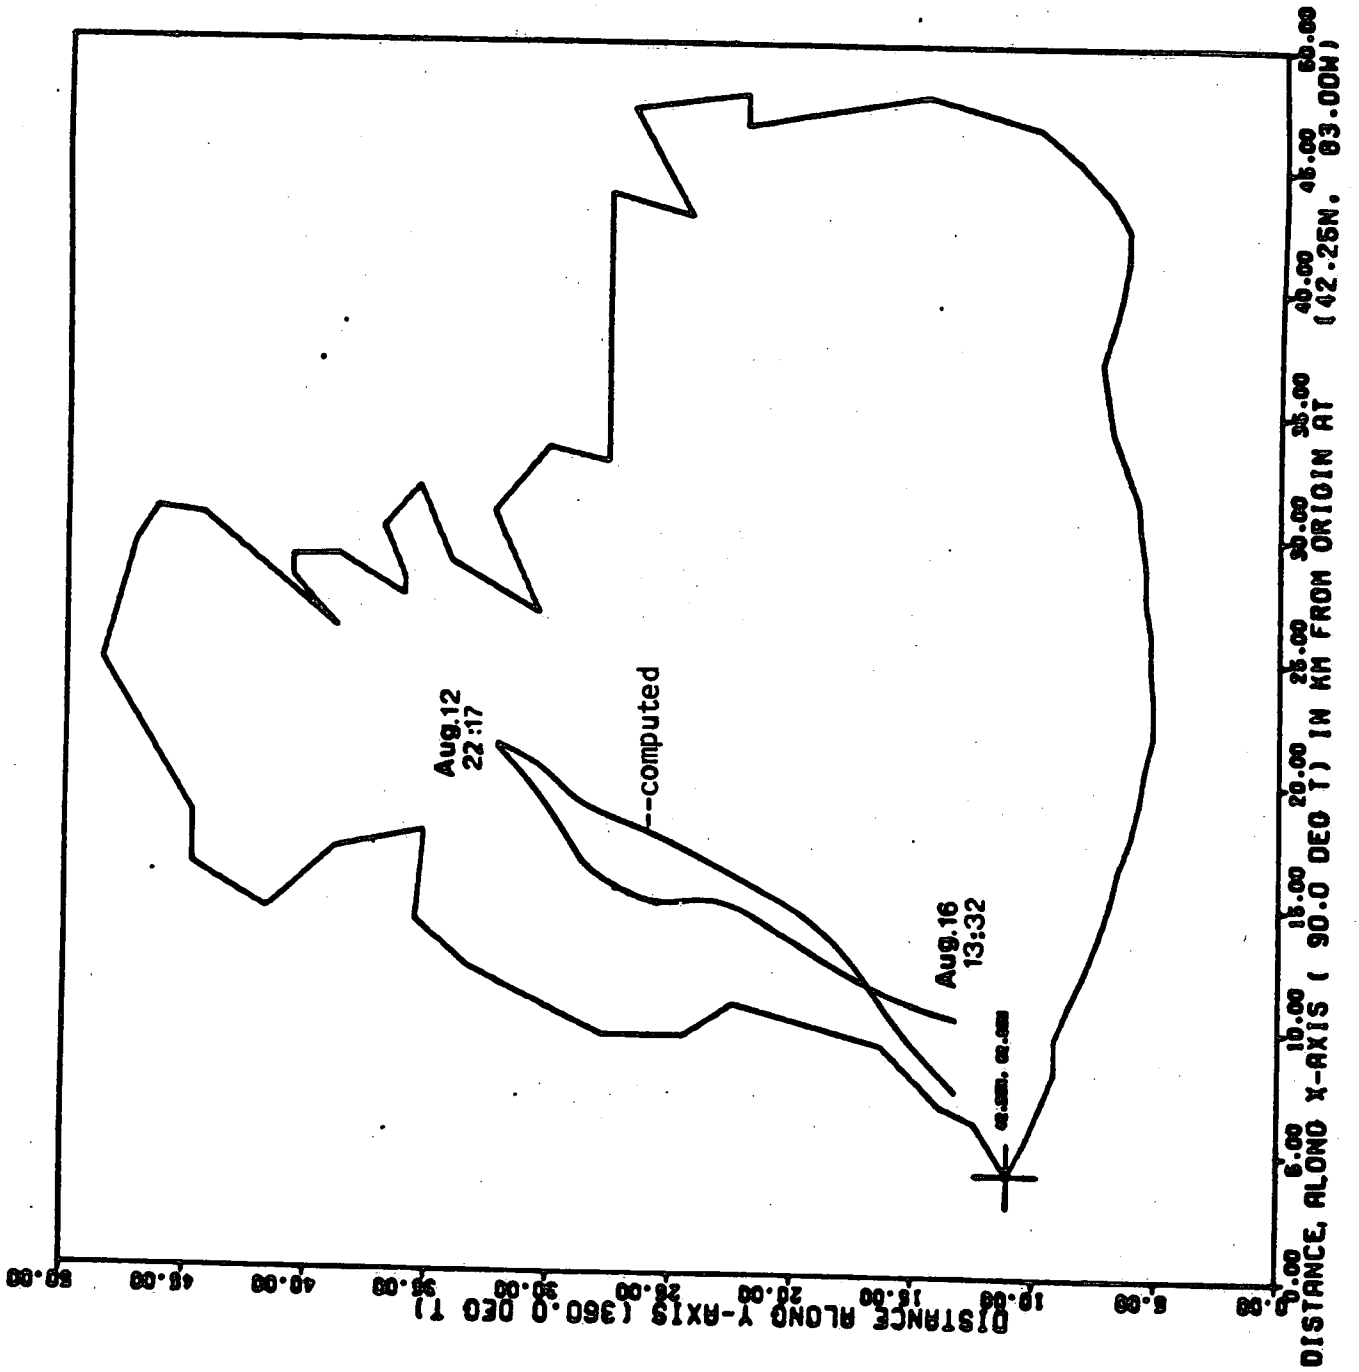 50.00
45.00
40.00
35.00
30.00
25.00
20.00
15.00
10.00
5.00
0.00
DISTANCE ALONG Y-AXIS (360.0 DEG T)
Aug.12
22:17
--computed
Aug.16
13:32
0.00 5.00 10.00 15.00 20.00 25.00 30.00 35.00 40.00 45.00 50.00
DISTANCE, ALONG X-AXIS ( 90.0 DEG T) IN KM FROM ORIGIN AT (42.25N, 83.00W)